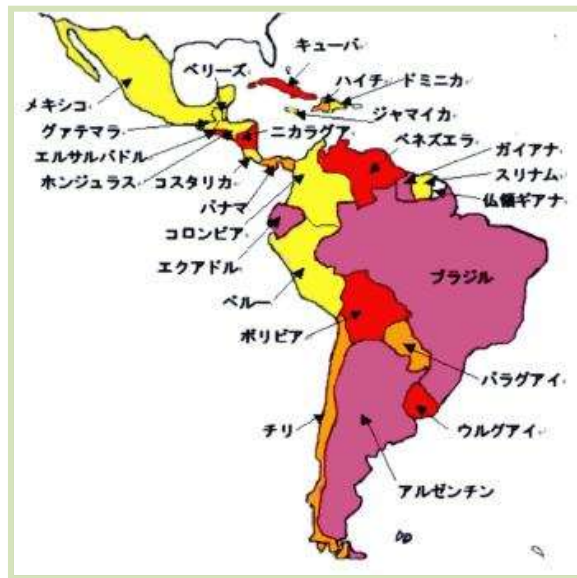 キューバ
ベリーズ
ハイチ
ドミニカ
メキシコ
ジャマイカ
グァテマラ
ニカラグア
ベネズエラ
ガイアナ
エルサルバドル
スリナム
ホンジュラス
コスタリカ
仏領ギアナ
パナマ
コロンビア
エクアドル
ブラジル
ペルー
ボリビア
パラグアイ
チリ
ウルグアイ
アルゼンチン